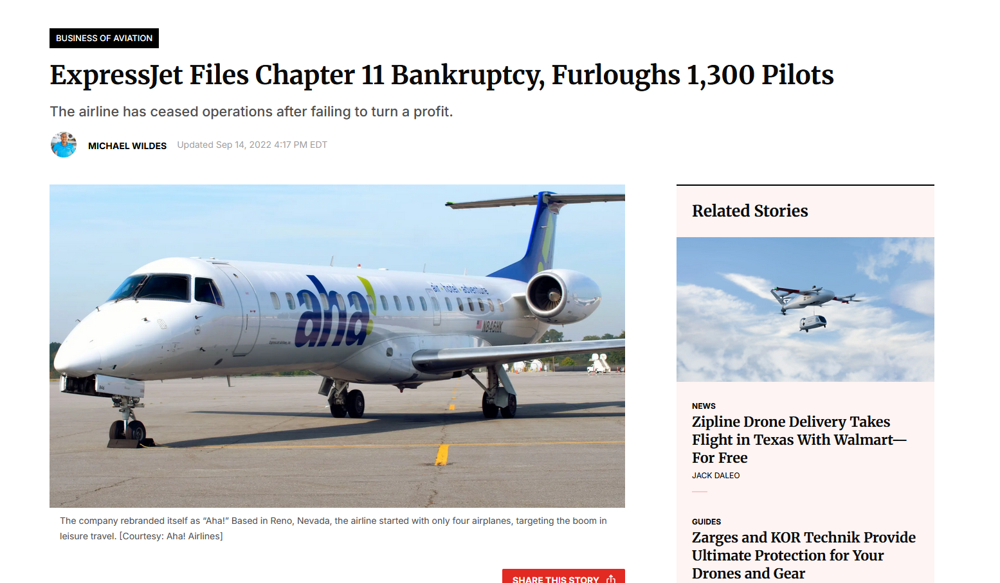 BUSINESS OF AVIATION
ExpressJet Files Chapter 11 Bankruptcy, Furloughs 1,300 Pilots
The airline has ceased operations after failing to turn a profit.
MICHAEL WILDES Updated Sep 14, 2022 4:17 PM EDT
aha!
air · hotel · adventure
N846HK
The company rebranded itself as “Aha!” Based in Reno, Nevada, the airline started with only four airplanes, targeting the boom in
leisure travel. [Courtesy: Aha! Airlines]
SHARE THIS STORY
Related Stories
NEWS
Zipline Drone Delivery Takes
Flight in Texas With Walmart—
For Free
JACK DALEO
GUIDES
Zarges and KOR Technik Provide
Ultimate Protection for Your
Drones and Gear